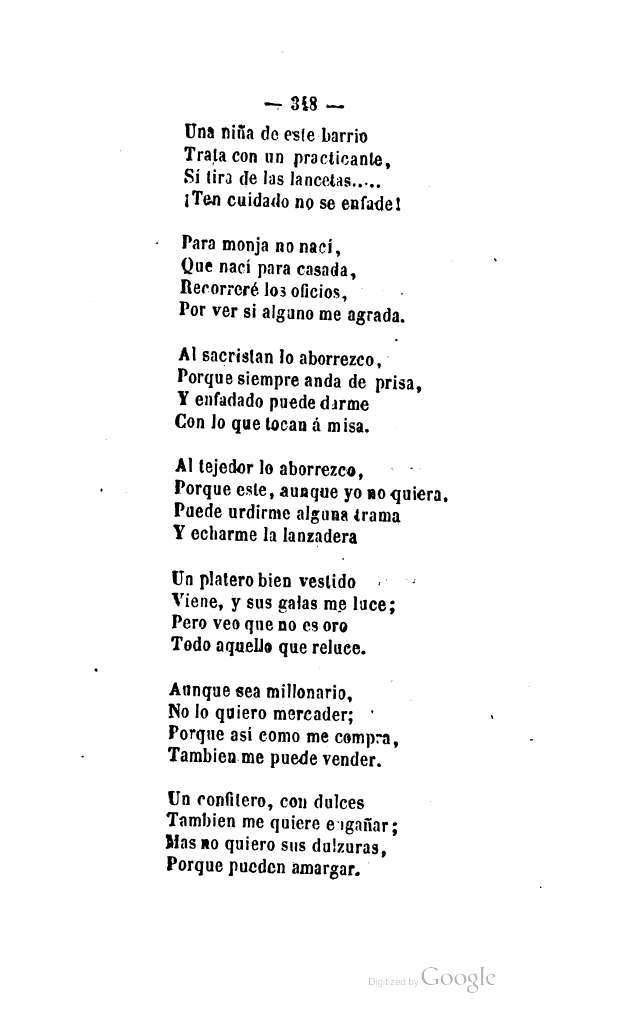 — 348 —
Una niña de este barrio
Trata con un practicante,
Sí tira de las lancetas.....
¡Ten cuidado no se enfade!
Para monja no nací,
Que nací para casada,
Recorreré los oficios,
Por ver si alguno me agrada.
Al sacristan lo aborrezco,
Porque siempre anda de prisa,
Y enfadado puede darme
Con lo que tocan á misa.
Al tejedor lo aborrezco,
Porque este, aunque yo no quiera.
Puede urdirme alguna trama
Y echarme la lanzadera
Un platero bien vestido
Viene, y sus galas me luce;
Pero veo que no es oro
Todo aquello que reluce.
Aunque sea millonario,
No lo quiero mercader;
Porque asi como me compra,
Tambien me puede vender.
Un confitero, con dulces
Tambien me quiere engañar;
Mas no quiero sus dulzuras,
Porque pueden amargar.
Digitized by Google